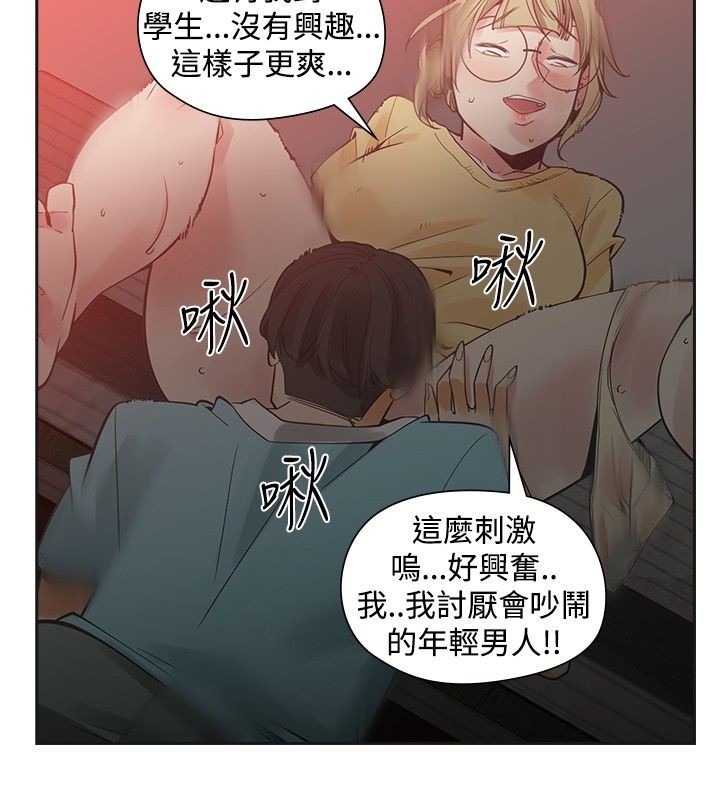 學生...沒有興趣...
這樣子更爽...
啾
啾
啾
這麼刺激
嗚...好興奮..
我..我討厭會吵鬧
的年輕男人!!